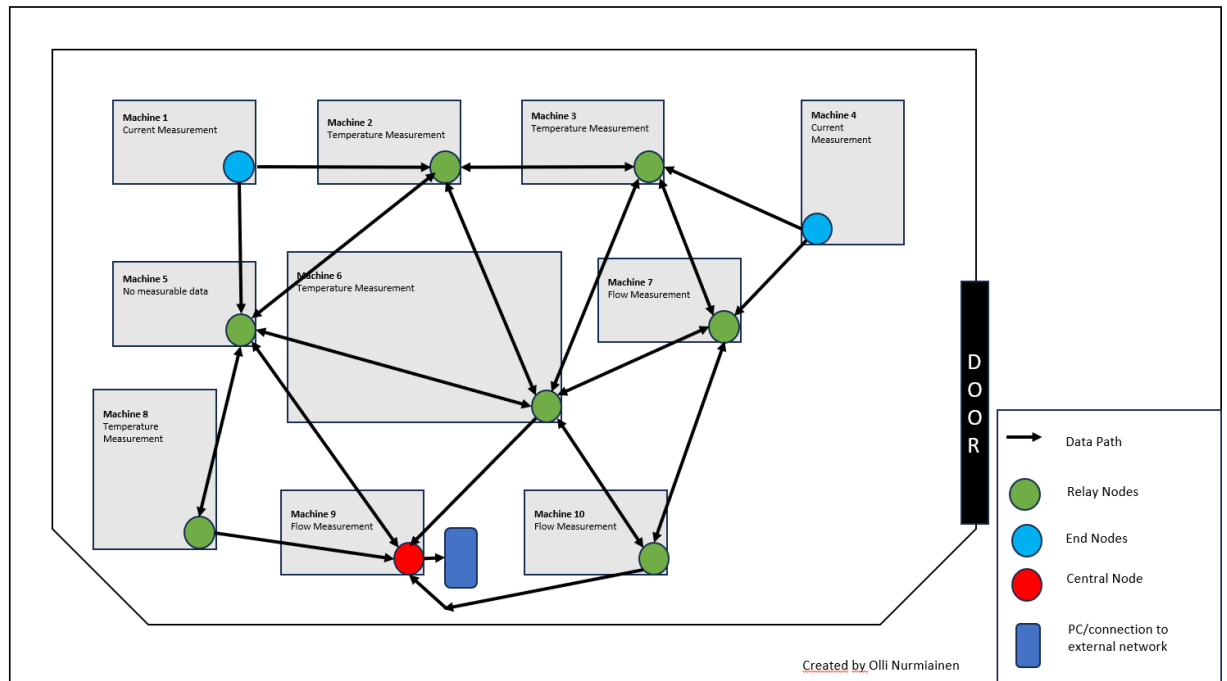 Machine 1
Current Measurement
Machine 2
Temperature Measurement
Machine 3
Temperature Measurement
Machine 4
Current
Measurement
Machine 5
No measurable data
Machine 6
Temperature Measurement
Machine 7
Flow Measurement
Machine 8
Temperature
Measurement
Machine 9
Flow Measurement
Machine 10
Flow Measurement
D
O
O
R
Data Path
Relay Nodes
End Nodes
Central Node
PC/connection to
external network
Created by Olli Nurmiainen